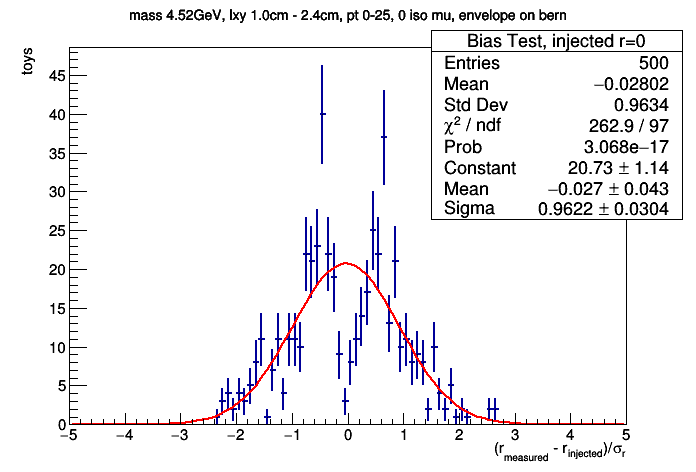 mass 4.52GeV, lxy 1.0cm - 2.4cm, pt 0-25, 0 iso mu, envelope on bern
toys
Bias Test, injected r=0
Entries 500
Mean −0.02802
Std Dev 0.9634
χ² / ndf 262.9 / 97
Prob 3.068e−17
Constant 20.73 ± 1.14
Mean −0.027 ± 0.043
Sigma 0.9622 ± 0.0304
45
40
35
30
25
20
15
10
5
0
−5 −4 −3 −2 −1 0 1 2 3 4 5
(r_measured - r_injected)/σ_r